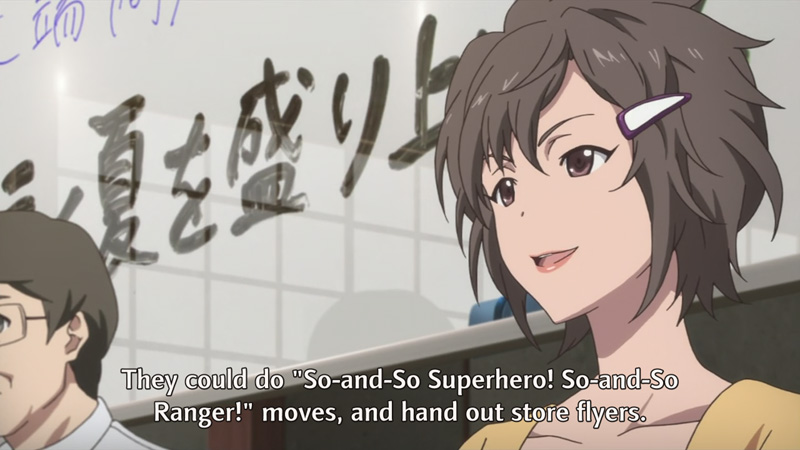 夏を盛り上
They could do "So-and-So Superhero! So-and-So
Ranger!" moves, and hand out store flyers.